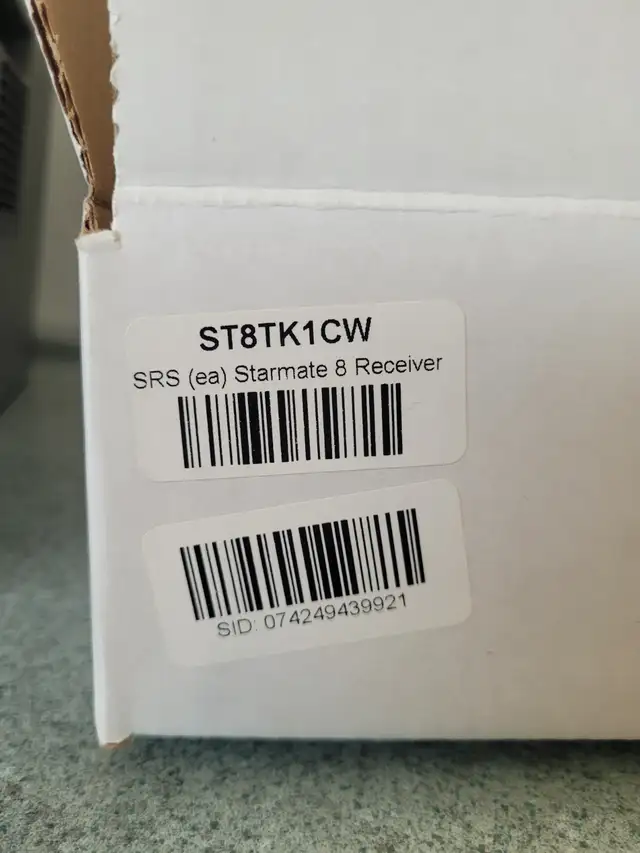 ST8TK1CW
SRS (ea) Starmate 8 Receiver
SID: 074249439921